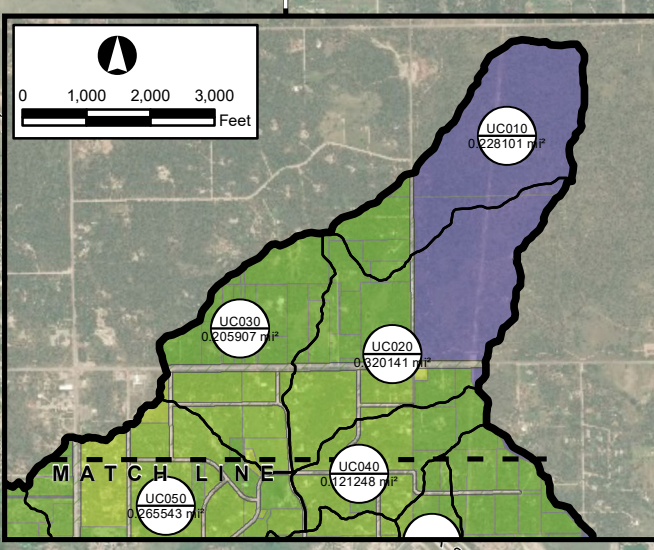 0 1,000 2,000 3,000
Feet
UC010
0.228101 mi²
UC030
0.205907 mi²
UC020
0.320141 mi²
MATCH LINE
UC040
0.121248 mi²
UC050
0.265543 mi²